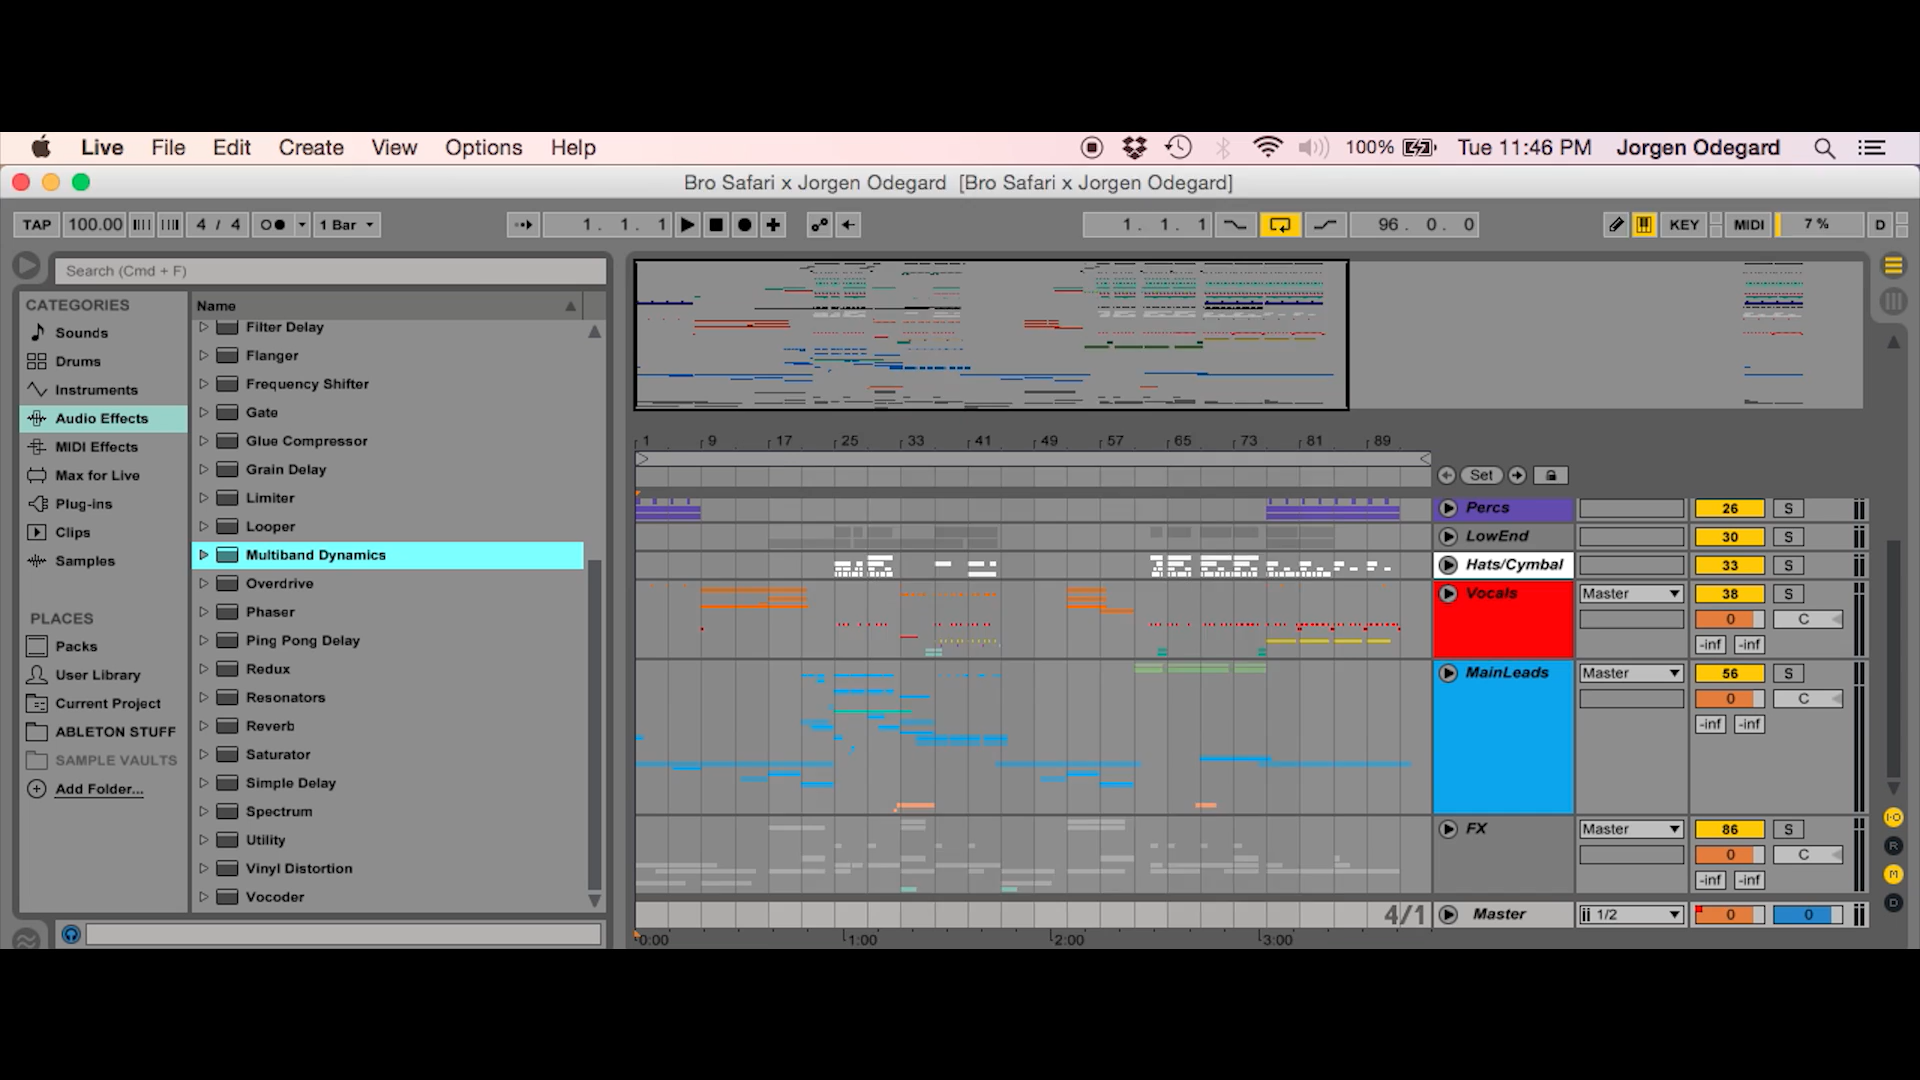 Live File Edit Create View Options Help 100% Tue 11:46 PM Jorgen Odegard
Bro Safari x Jorgen Odegard [Bro Safari x Jorgen Odegard]
TAP 100.00 4 / 4 1 Bar 1. 1. 1 1. 1. 1 96. 0. 0 KEY MIDI 7 % D
Search (Cmd + F)
CATEGORIES
Sounds
Drums
Instruments
Audio Effects
MIDI Effects
Max for Live
Plug-ins
Clips
Samples
PLACES
Packs
User Library
Current Project
ABLETON STUFF
SAMPLE VAULTS
Add Folder...
Name
Filter Delay
Flanger
Frequency Shifter
Gate
Glue Compressor
Grain Delay
Limiter
Looper
Multiband Dynamics
Overdrive
Phaser
Ping Pong Delay
Redux
Resonators
Reverb
Saturator
Simple Delay
Spectrum
Utility
Vinyl Distortion
Vocoder
1 9 17 25 33 41 49 57 65 73 81 89
Set
Percs 26 S
LowEnd 30 S
Hats/Cymbal 33 S
Vocals Master 38 S
0 C
-inf -inf
MainLeads Master 56 S
0 C
-inf -inf
FX Master 86 S
0 C
-inf -inf
4/1 Master 1/2 0 0
0:00 1:00 2:00 3:00
I-O
R
M
D